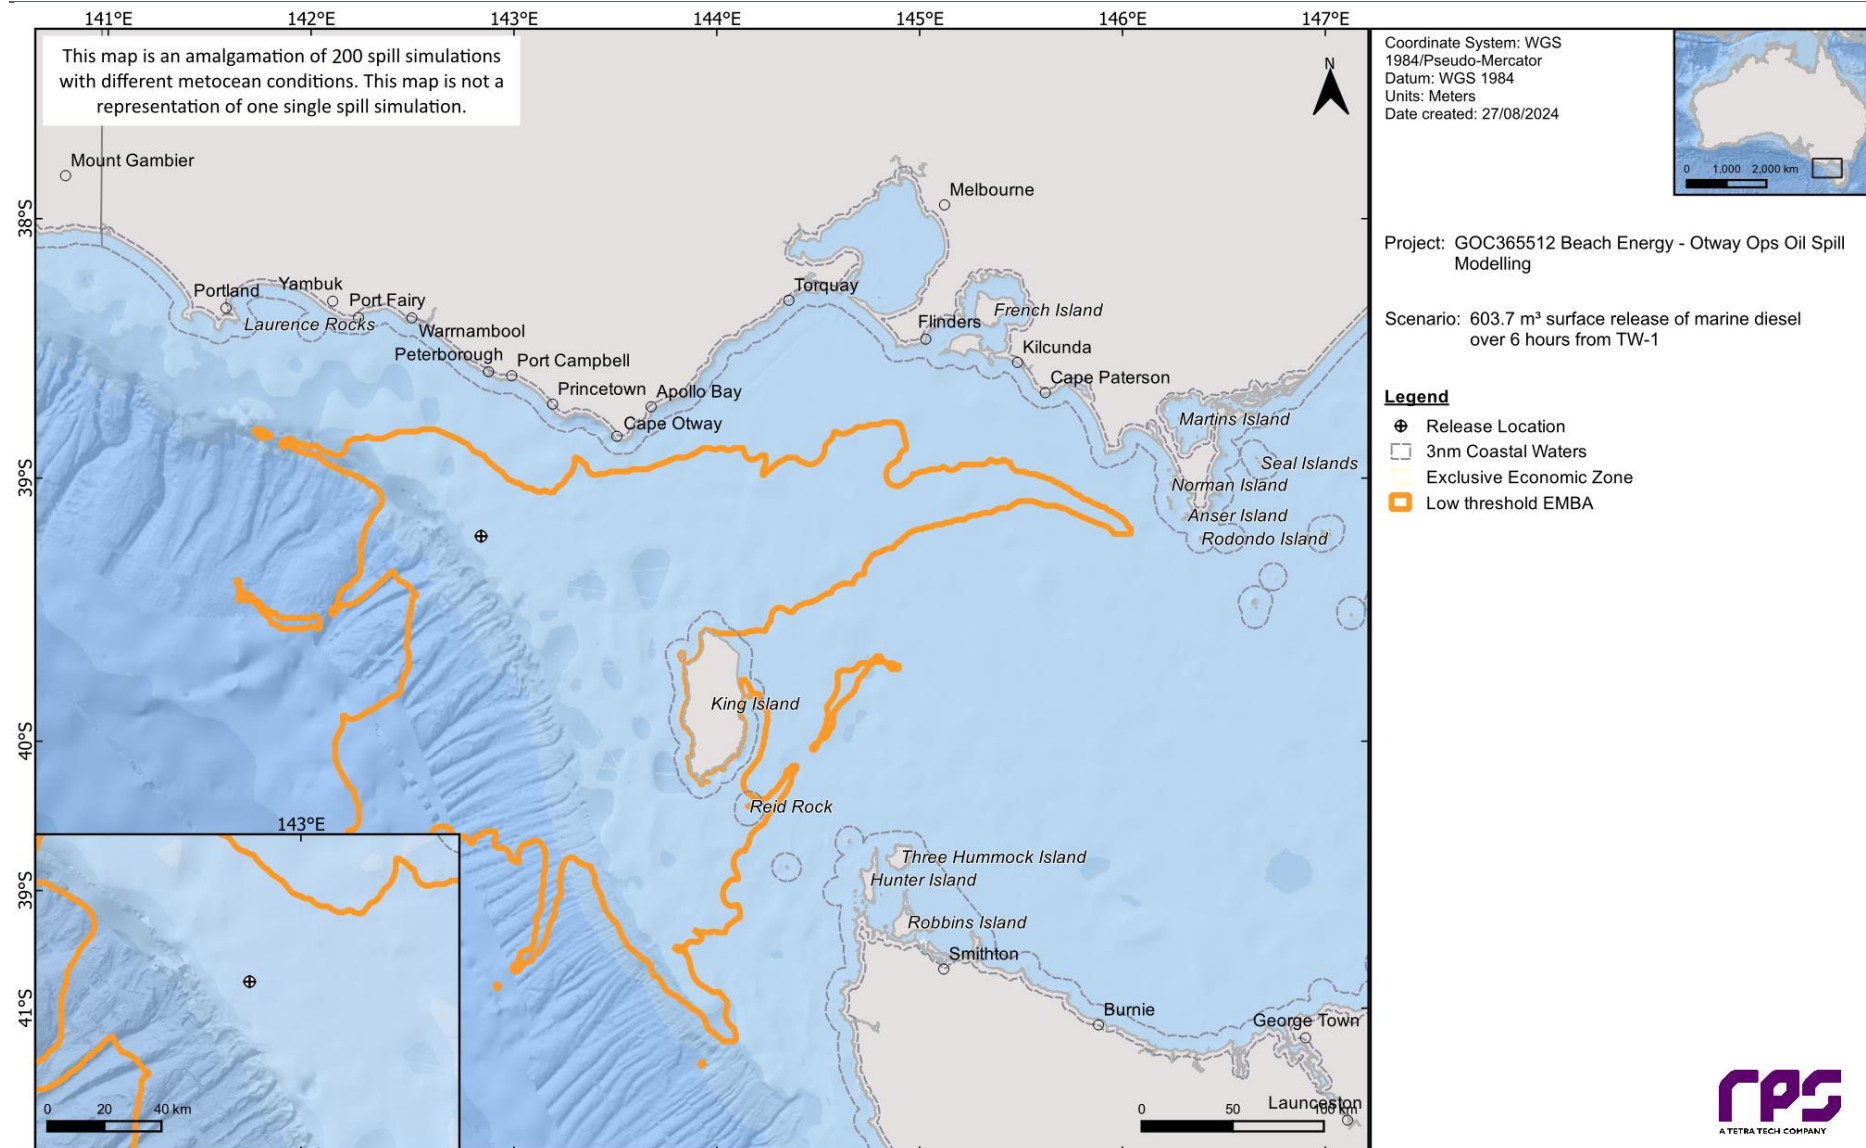 141°E
142°E
143°E
144°E
145°E
146°E
147°E
This map is an amalgamation of 200 spill simulations
with different metocean conditions. This map is not a
representation of one single spill simulation.
N
Mount Gambier
Melbourne
38°S
Portland
Yambuk
Port Fairy
Laurence Rocks
Warrnambool
Peterborough
Port Campbell
Princetown
Apollo Bay
Cape Otway
Torquay
French Island
Flinders
Kilcunda
Cape Paterson
Martins Island
Seal Islands
Norman Island
Anser Island
Rodondo Island
39°S
King Island
40°S
Reid Rock
Three Hummock Island
Hunter Island
Robbins Island
Smithton
Burnie
George Town
Launceston
41°S
143°E
39°S
0 20 40 km
0 50 100 km
Coordinate System: WGS
1984/Pseudo-Mercator
Datum: WGS 1984
Units: Meters
Date created: 27/08/2024
0 1,000 2,000 km
Project: GOC365512 Beach Energy - Otway Ops Oil Spill
Modelling
Scenario: 603.7 m³ surface release of marine diesel
over 6 hours from TW-1
Legend
Release Location
3nm Coastal Waters
Exclusive Economic Zone
Low threshold EMBA
rps
A TETRA TECH COMPANY